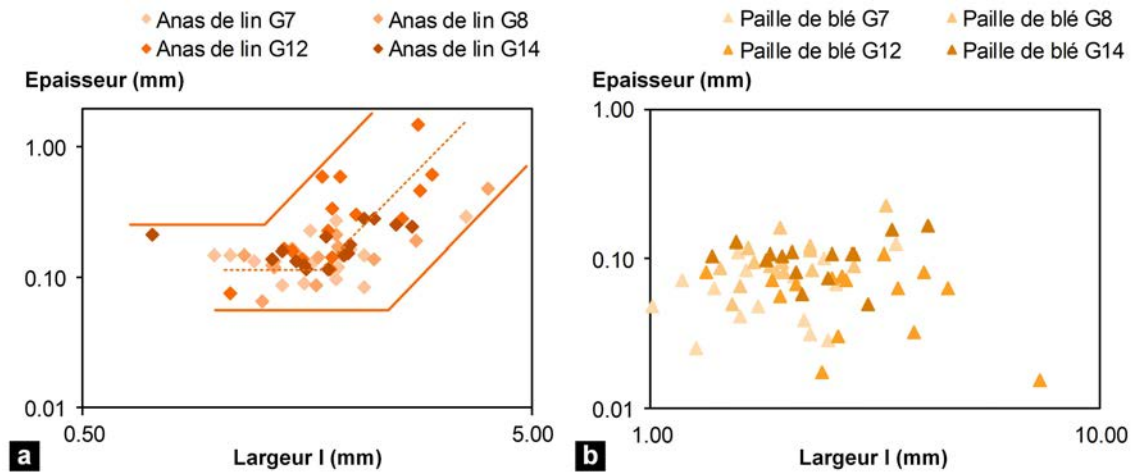 Anas de lin G7
Anas de lin G8
Anas de lin G12
Anas de lin G14
Epaisseur (mm)
1.00
0.10
0.01
0.50
5.00
Largeur l (mm)
a
Paille de blé G7
Paille de blé G8
Paille de blé G12
Paille de blé G14
Epaisseur (mm)
1.00
0.10
0.01
1.00
10.00
Largeur l (mm)
b